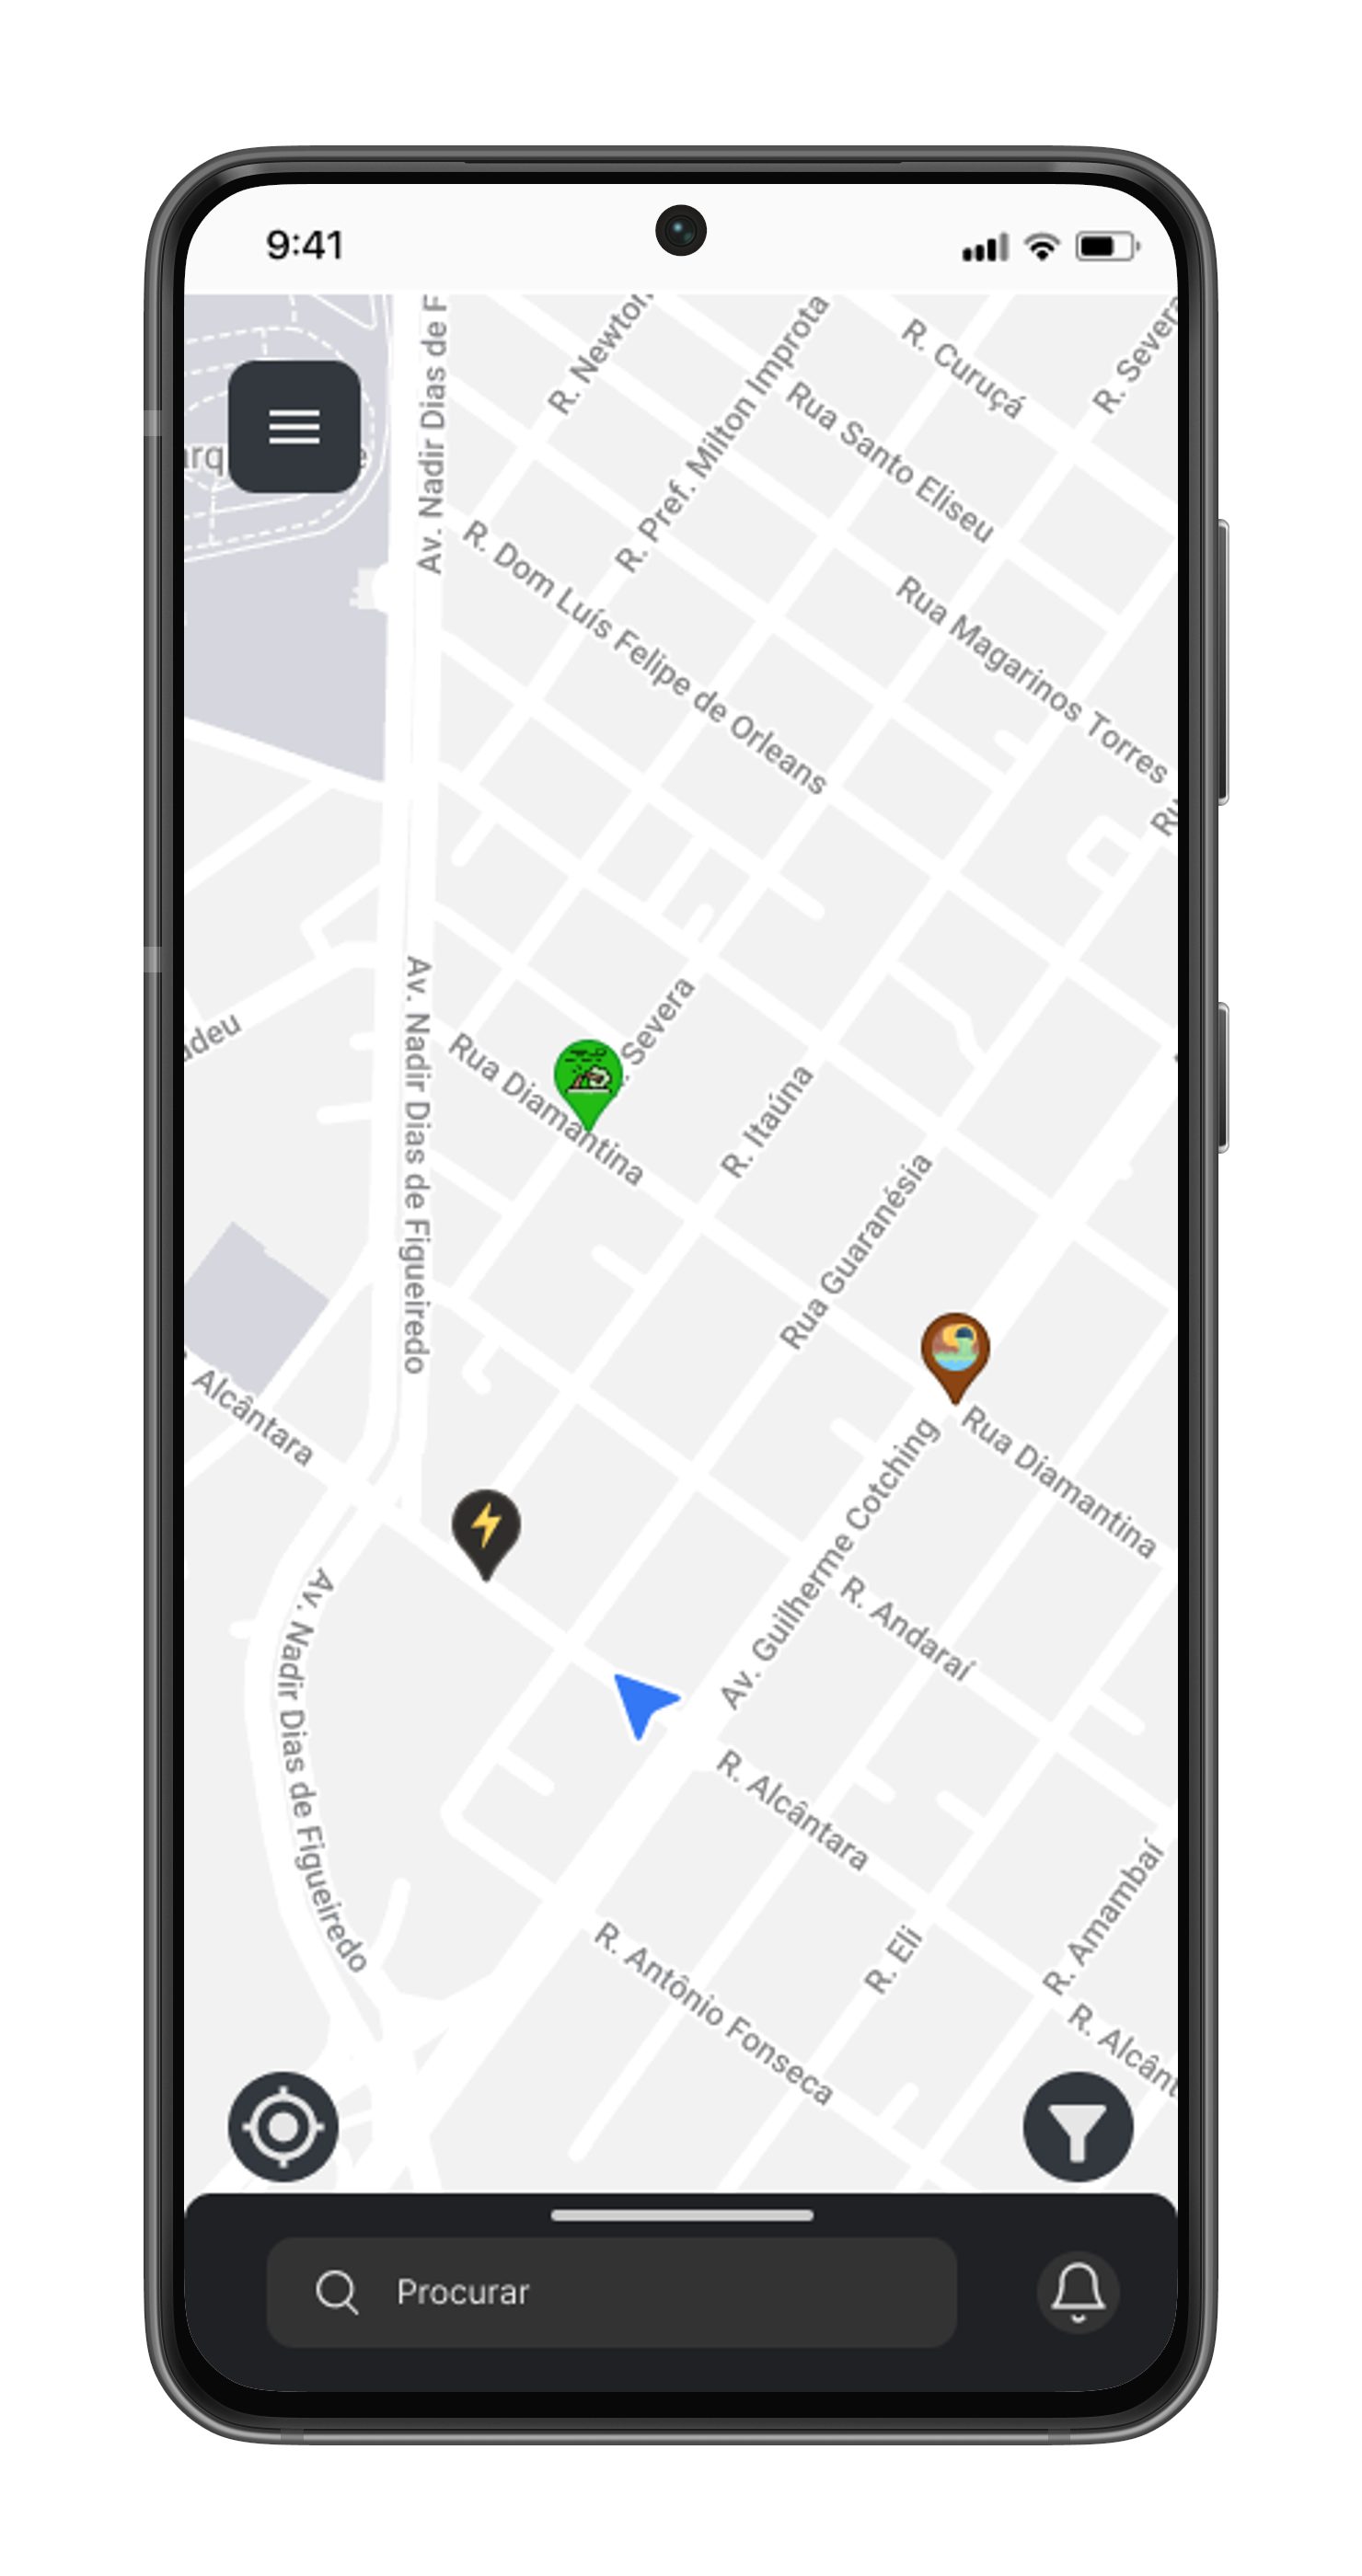 9:41
Av. Nadir Dias de F
R. Newton
R. Pref. Milton Improta
R. Curuçá
R. Severa
Rua Santo Eliseu
arq
e
R. Dom Luís Felipe de Orleans
Rua Magarinos Torres
Ru
Av. Nadir Dias de Figueiredo
. Severa
adeu
Rua Diamantina
R. Itaúna
Rua Guaranésia
Alcântara
Rua Diamantina
Av. Guilherme Cotching
R. Andaraí
Av. Nadir Dias de Figueiredo
R. Alcântara
R. Amambaí
R. Eli
R. Antônio Fonseca
R. Alcânt
Procurar